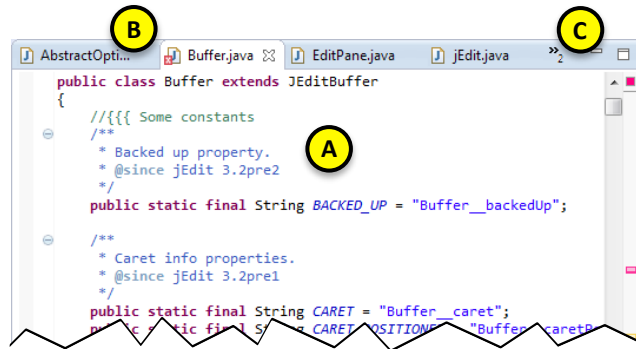 B C
AbstractOpti... Buffer.java EditPane.java jEdit.java »2
public class Buffer extends JEditBuffer
{
//{{{ Some constants
/**
* Backed up property.
A
* @since jEdit 3.2pre2
*/
public static final String BACKED_UP = "Buffer__backedUp";
/**
* Caret info properties.
* @since jEdit 3.2pre1
*/
public static final String CARET = "Buffer__caret";
final CARET